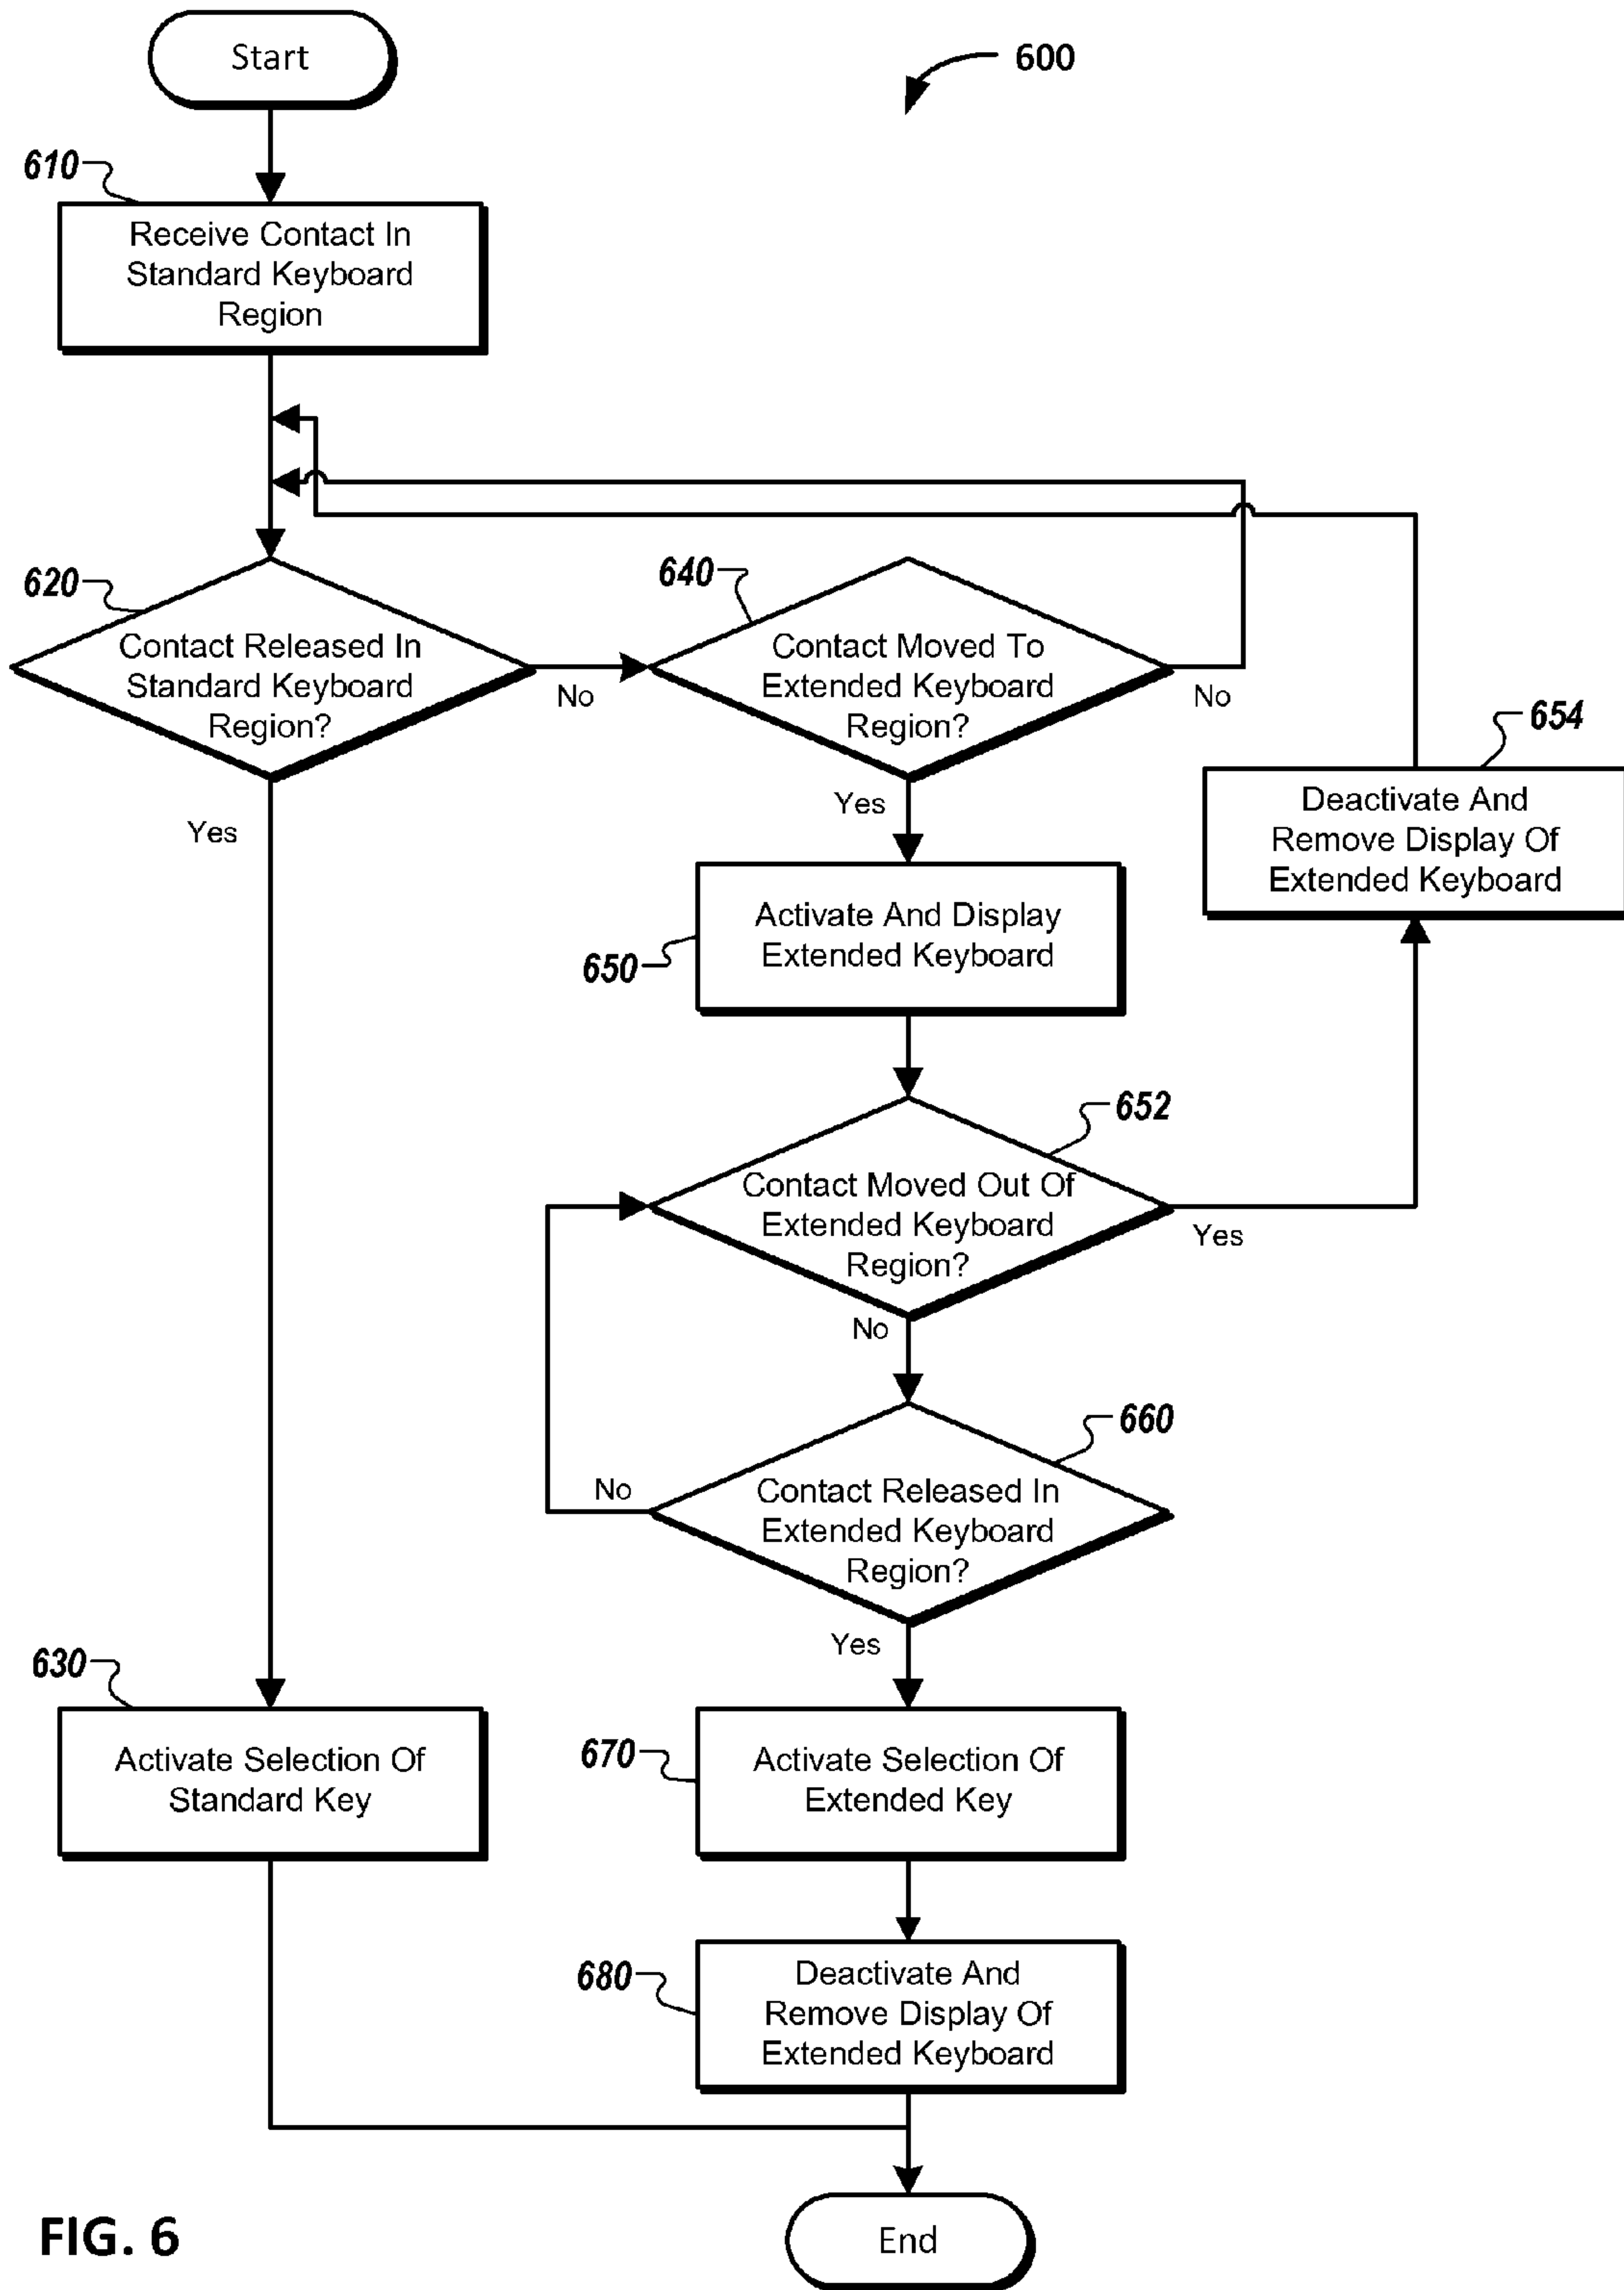 Start
600
610
Receive Contact In
Standard Keyboard
Region
620
Contact Released In
Standard Keyboard
Region?
No
Yes
640
Contact Moved To
Extended Keyboard
Region?
No
Yes
654
Deactivate And
Remove Display Of
Extended Keyboard
650
Activate And Display
Extended Keyboard
652
Contact Moved Out Of
Extended Keyboard
Region?
Yes
No
660
Contact Released In
Extended Keyboard
Region?
No
Yes
630
Activate Selection Of
Standard Key
670
Activate Selection Of
Extended Key
680
Deactivate And
Remove Display Of
Extended Keyboard
End
FIG. 6